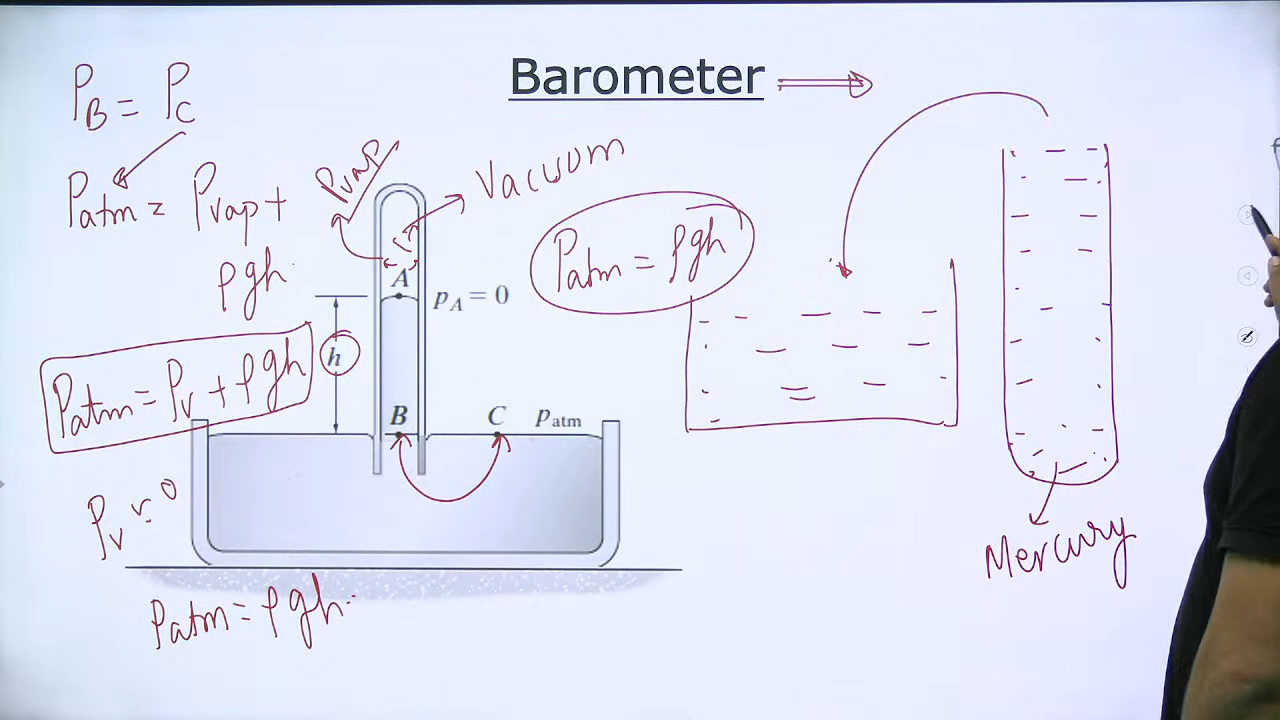 Barometer
P_B = P_C
Patm = Pvap +
ρgh
Patm = Pv + ρgh
Pv ≈ 0
Patm = ρgh
Pvap
Vacuum
A
p_A = 0
h
B
C
p_atm
Patm = ρgh
Mercury